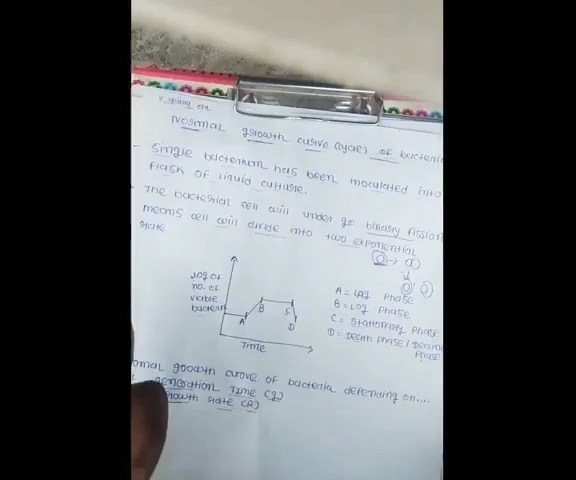 Normal growth curve (cycle) of bacteria
- Single bacterium has been inoculated into
flask of liquid culture.
The bacterial cell will under go binary fission
means cell will divide into two exponential
state
Log of
no. of
viable
bacteria
A
B
C
D
Time
A = Lag phase
B = Log phase
C = Stationary phase
D = Death phase / Decline
phase
normal growth curve of bacteria depending on....
generation Time (g)
Growth rate (R)